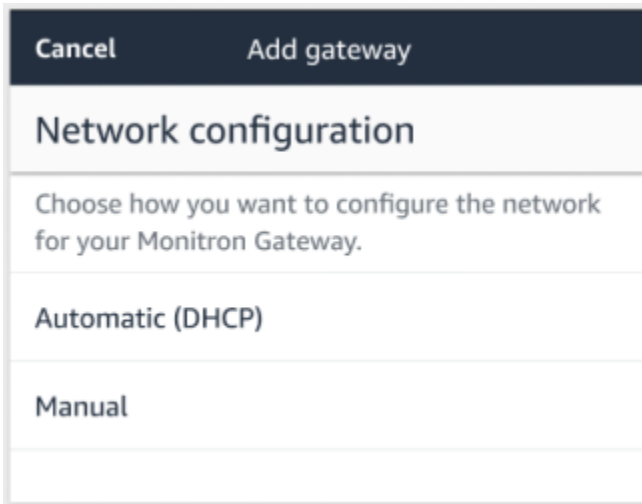 Cancel Add gateway
Network configuration
Choose how you want to configure the network
for your Monitron Gateway.
Automatic (DHCP)
Manual